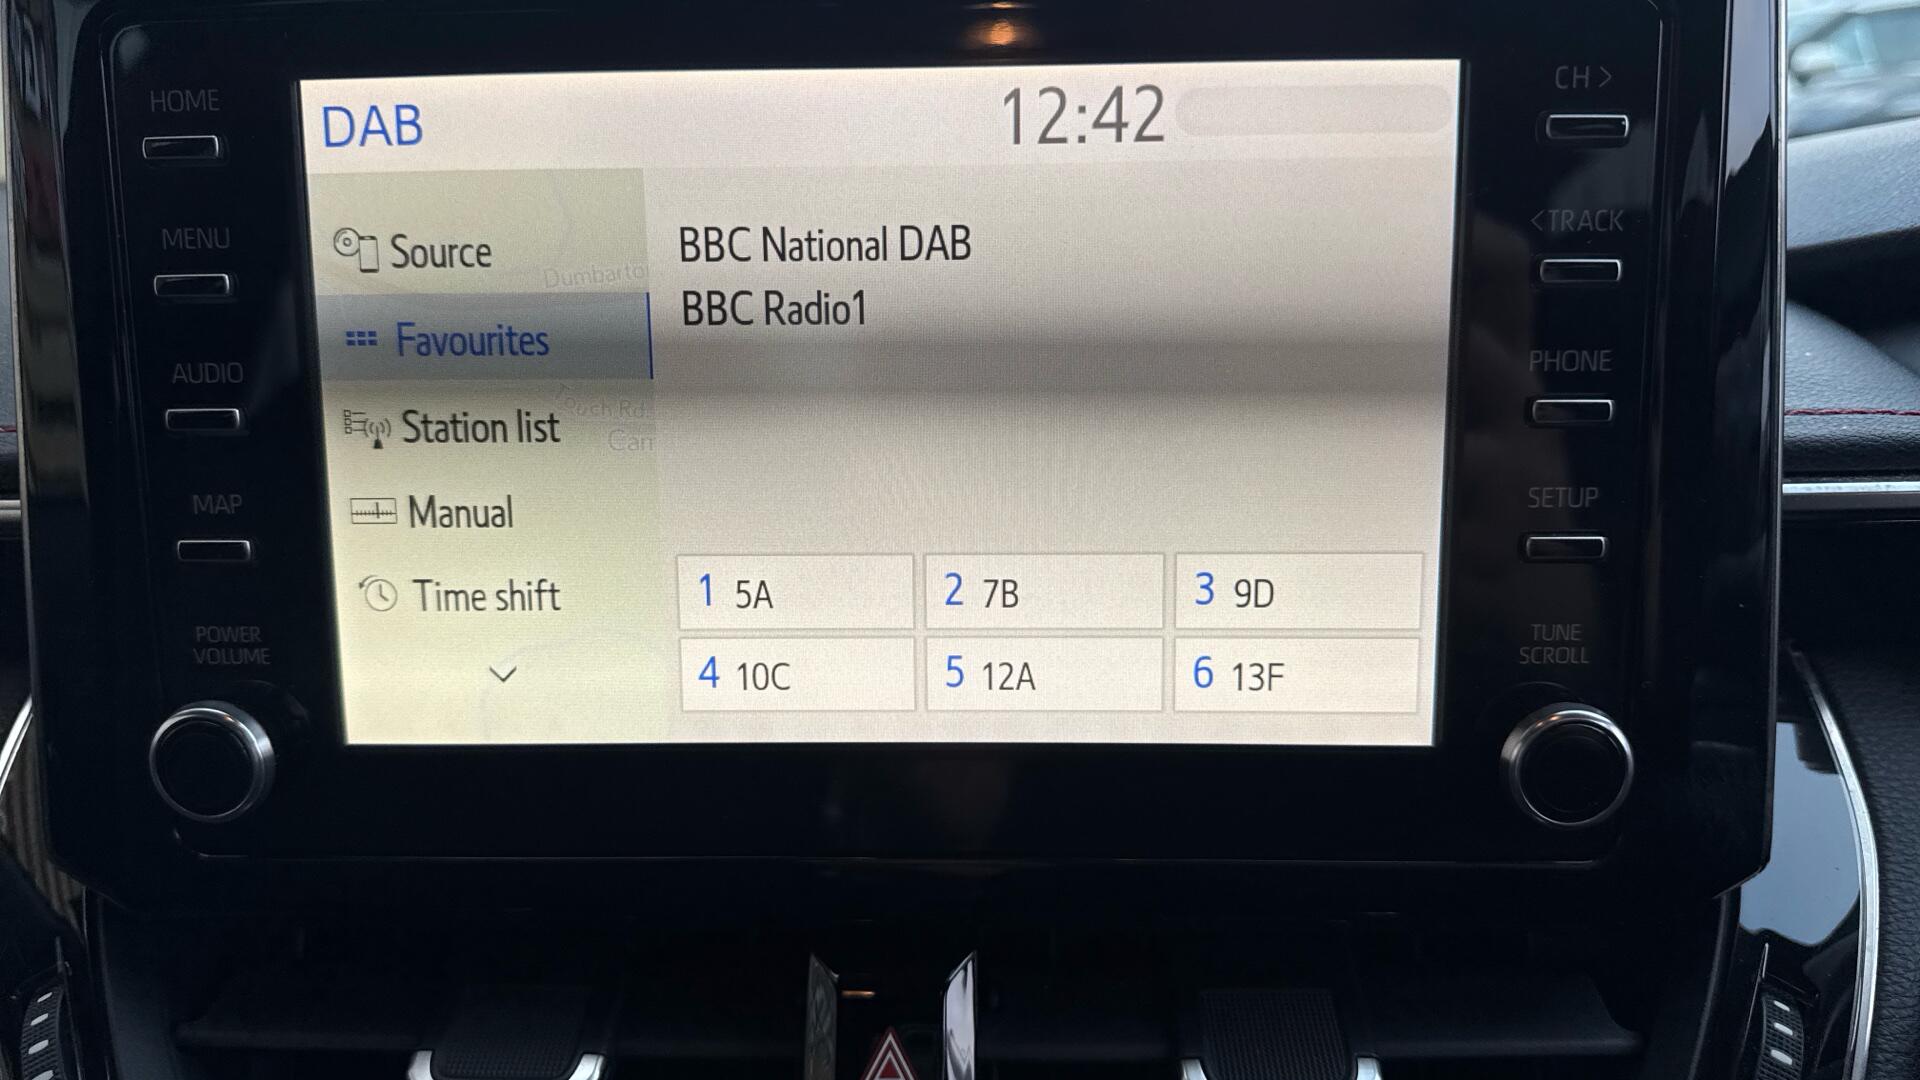 HOME
MENU
AUDIO
MAP
POWER
VOLUME
DAB
12:42
Source
Favourites
Station list
Manual
Time shift
Touch Rd.
BBC National DAB
BBC Radio1
1 5A
2 7B
3 9D
4 10C
5 12A
6 13F
CH >
< TRACK
PHONE
SETUP
TUNE
SCROLL